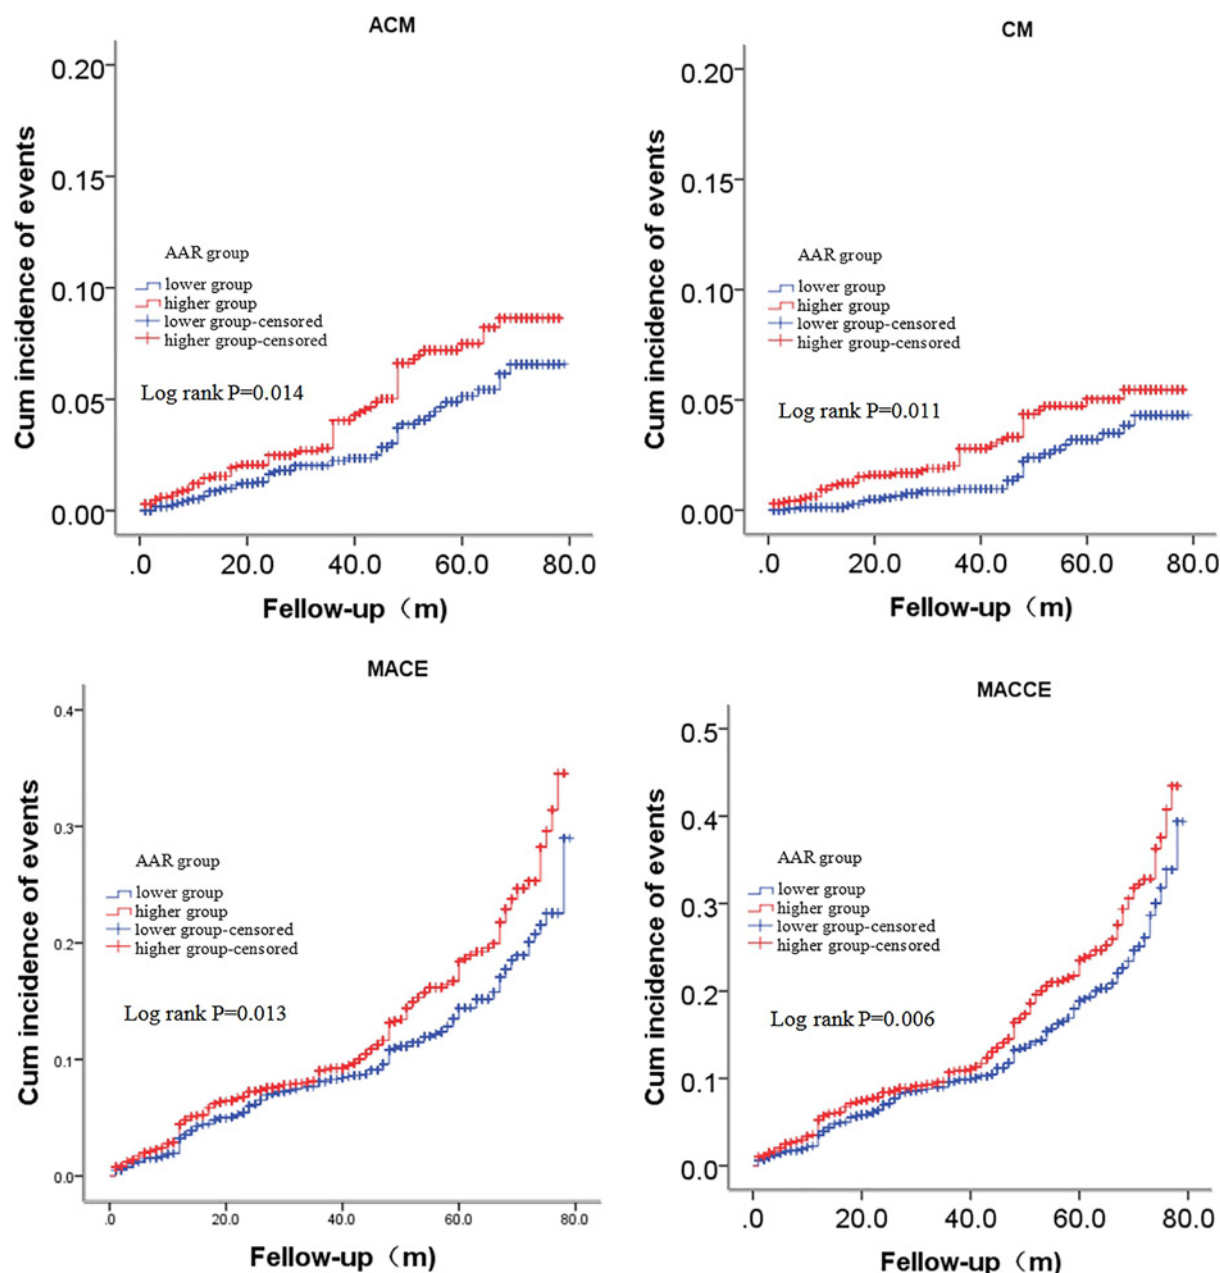 ACM
Cum incidence of events
0.20
0.15
0.10
0.05
0.00
AAR group
lower group
higher group
lower group-censored
higher group-censored
Log rank P=0.014
.0 20.0 40.0 60.0 80.0
Fellow-up（m)
CM
Cum incidence of events
0.20
0.15
0.10
0.05
0.00
AAR group
lower group
higher group
lower group-censored
higher group-censored
Log rank P=0.011
.0 20.0 40.0 60.0 80.0
Fellow-up（m)
MACE
Cum incidence of events
0.4
0.3
0.2
0.1
0.0
AAR group
lower group
higher group
lower group-censored
higher group-censored
Log rank P=0.013
.0 20.0 40.0 60.0 80.0
Fellow-up（m)
MACCE
Cum incidence of events
0.5
0.4
0.3
0.2
0.1
0.0
AAR group
lower group
higher group
lower group-censored
higher group-censored
Log rank P=0.006
.0 20.0 40.0 60.0 80.0
Fellow-up（m)